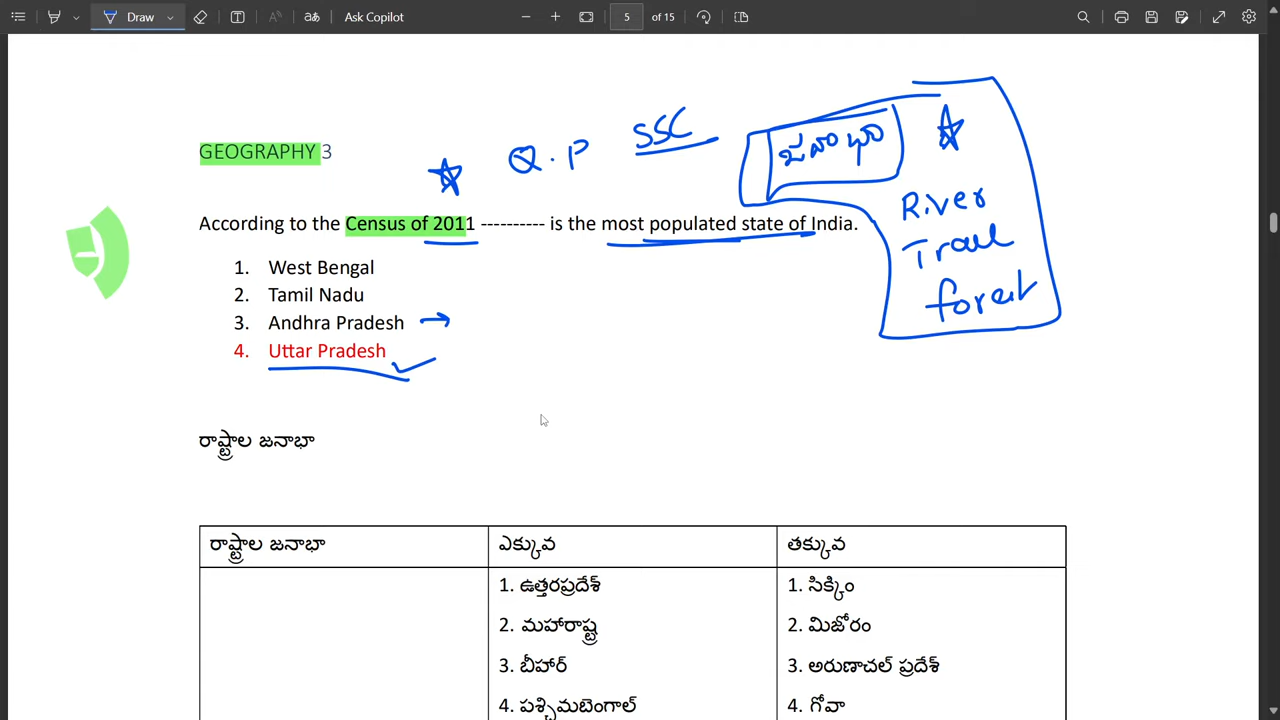 Draw
Ask Copilot
5 of 15
GEOGRAPHY 3
Q.P SSC జనాభా
According to the Census of 2011 ---------- is the most populated state of India.
River
forest
1. West Bengal
2. Tamil Nadu
3. Andhra Pradesh
4. Uttar Pradesh
రాష్ట్రాల జనాభా
రాష్ట్రాల జనాభా ఎక్కువ తక్కువ
1. ఉత్తరప్రదేశ్ 1. సిక్కిం
2. మహారాష్ట్ర 2. మిజోరం
3. బీహార్ 3. అరుణాచల్ ప్రదేశ్
4. పశ్చిమటెంగాల్ 4. గోవా